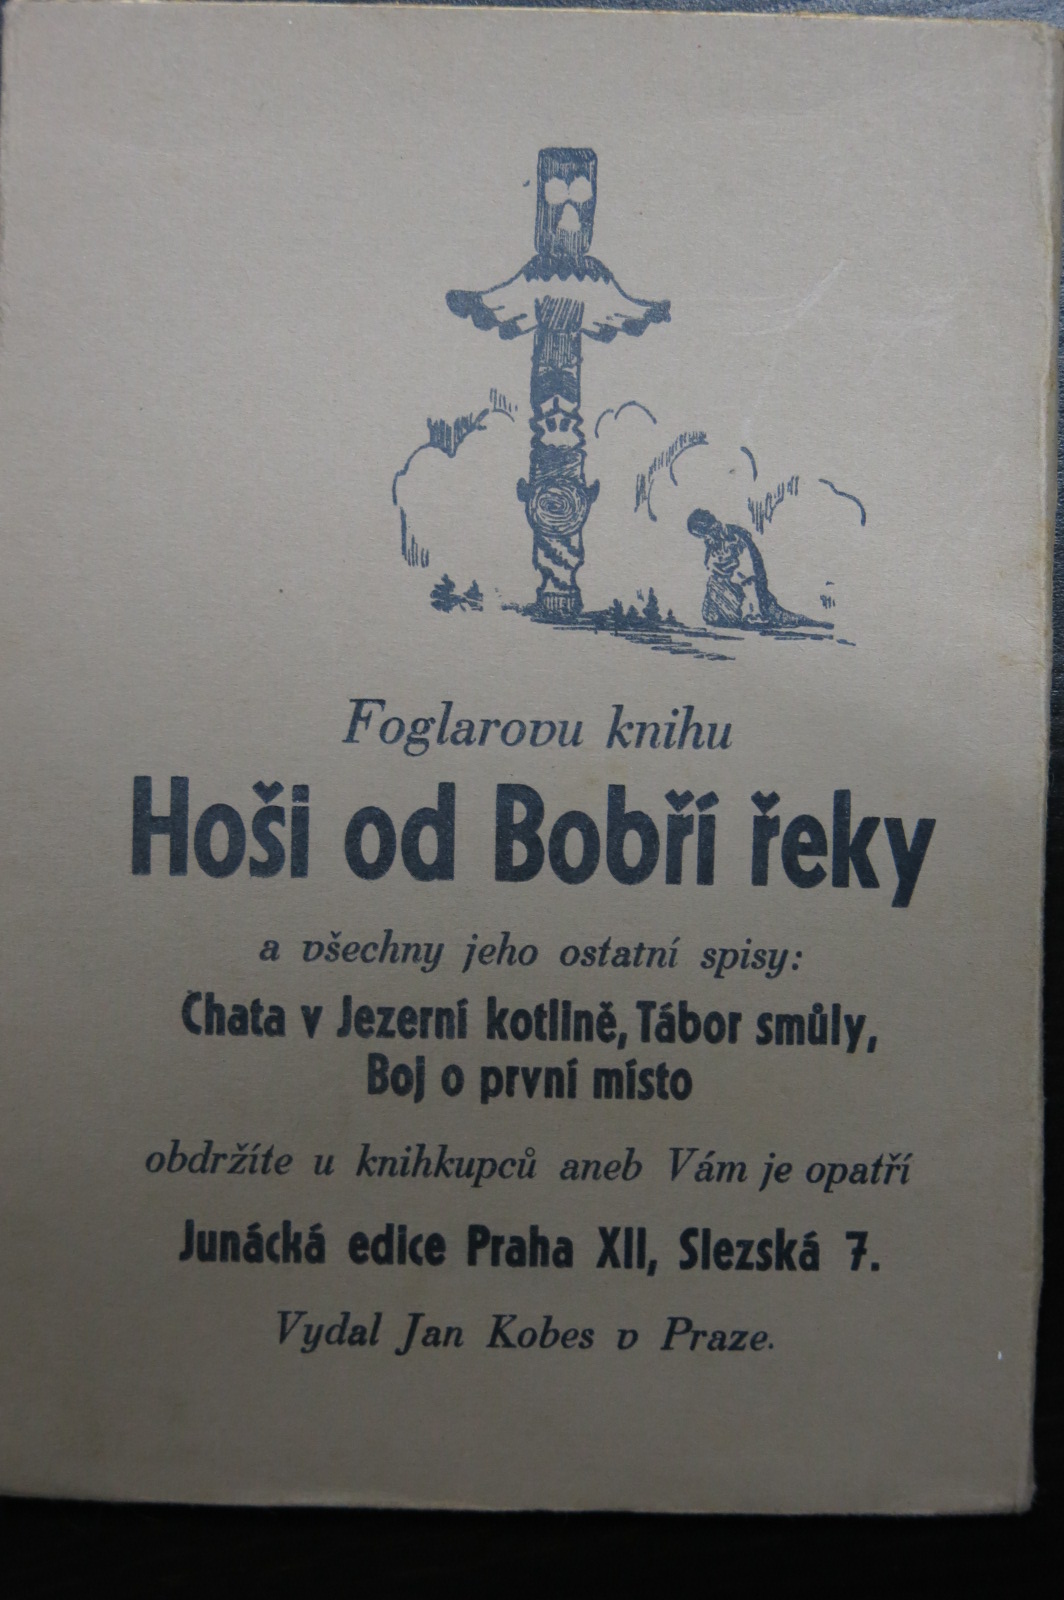 Foglarovu knihu
Hoši od Bobří řeky
a všechny jeho ostatní spisy:
Chata v Jezerní kotlině, Tábor smůly,
Boj o první místo
obdržíte u knihkupců aneb Vám je opatří
Junácká edice Praha XII, Slezská 7.
Vydal Jan Kobes v Praze.